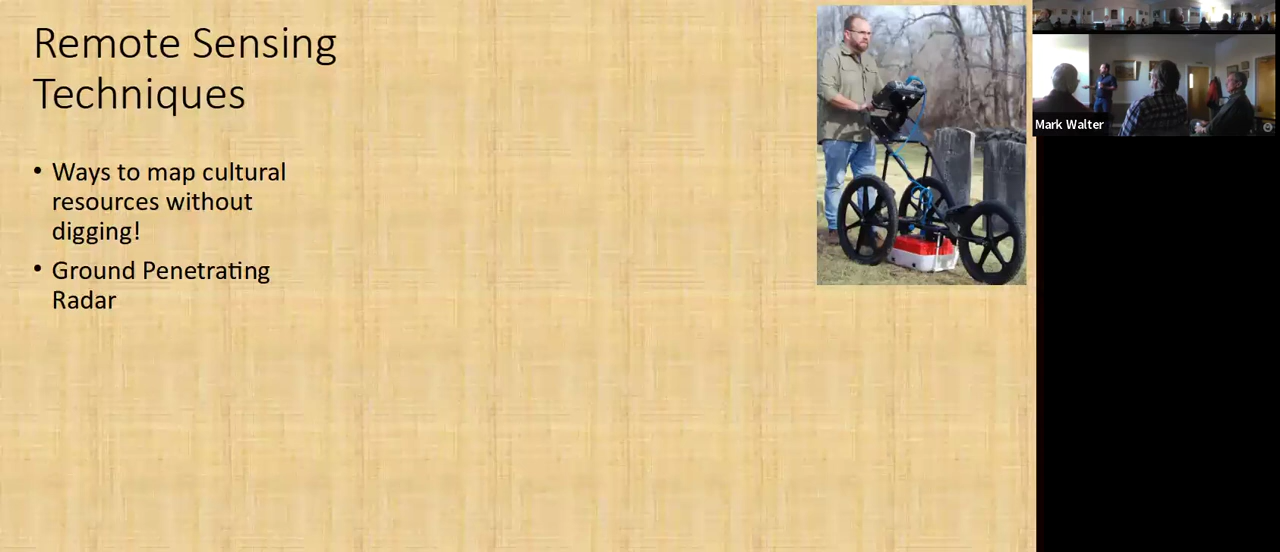 Remote Sensing
Techniques
• Ways to map cultural
resources without
digging!
• Ground Penetrating
Radar
Mark Walter